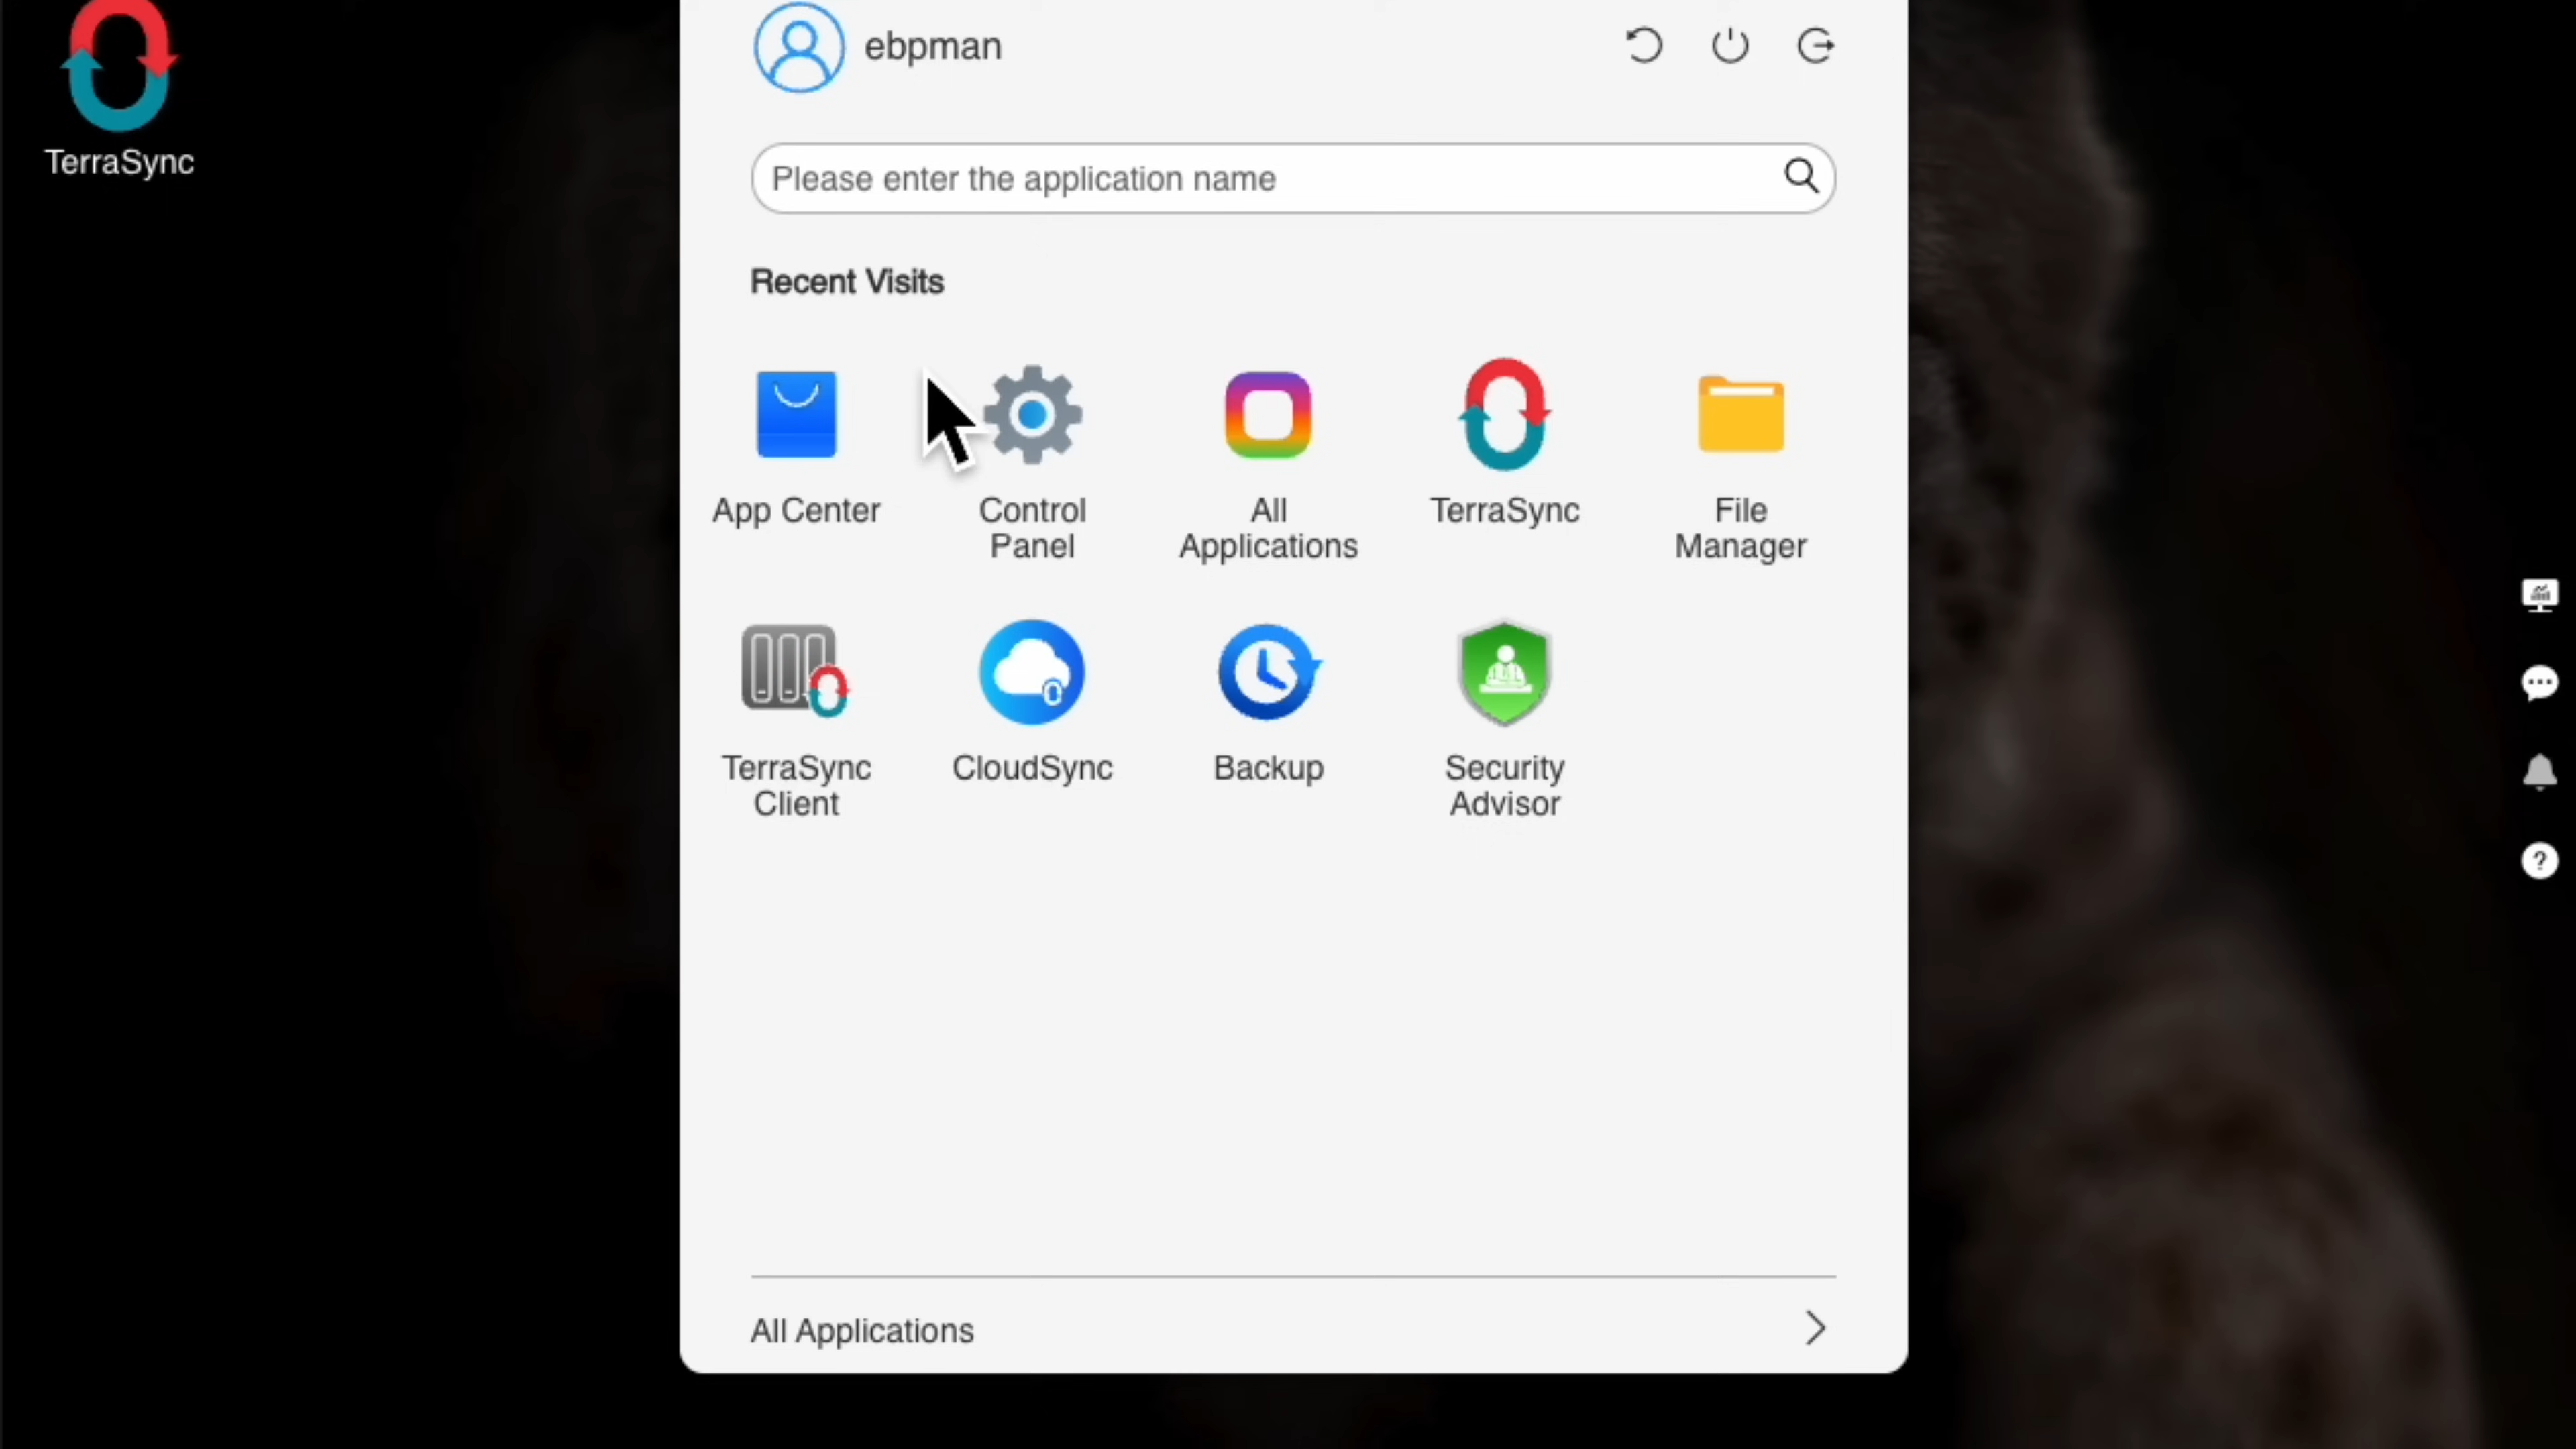 ebpman
TerraSync
Please enter the application name
Recent Visits
App Center
Control
Panel
All
Applications
TerraSync
File
Manager
TerraSync
Client
CloudSync
Backup
Security
Advisor
?
All Applications